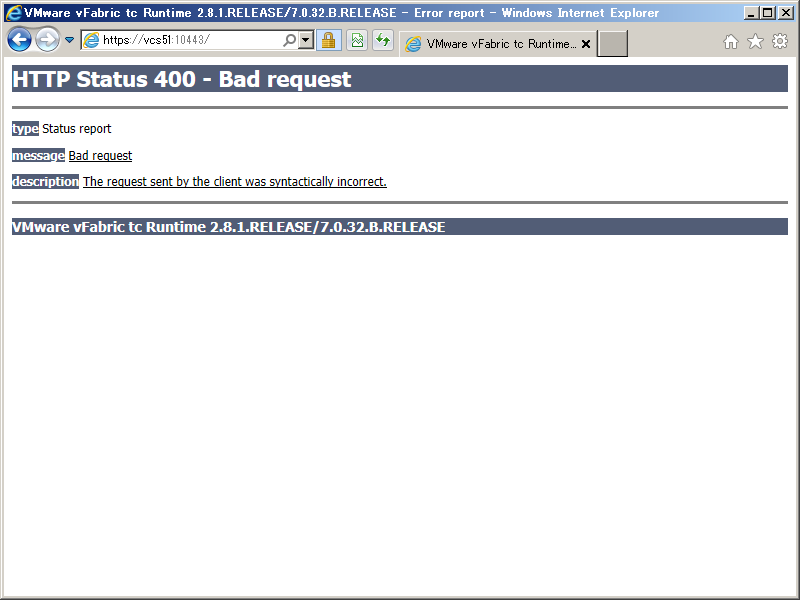 VMware vFabric tc Runtime 2.8.1.RELEASE/7.0.32.B.RELEASE - Error report - Windows Internet Explorer
https://vcs51:10443/
VMware vFabric tc Runtime...
HTTP Status 400 - Bad request
type Status report
message Bad request
description The request sent by the client was syntactically incorrect.
VMware vFabric tc Runtime 2.8.1.RELEASE/7.0.32.B.RELEASE